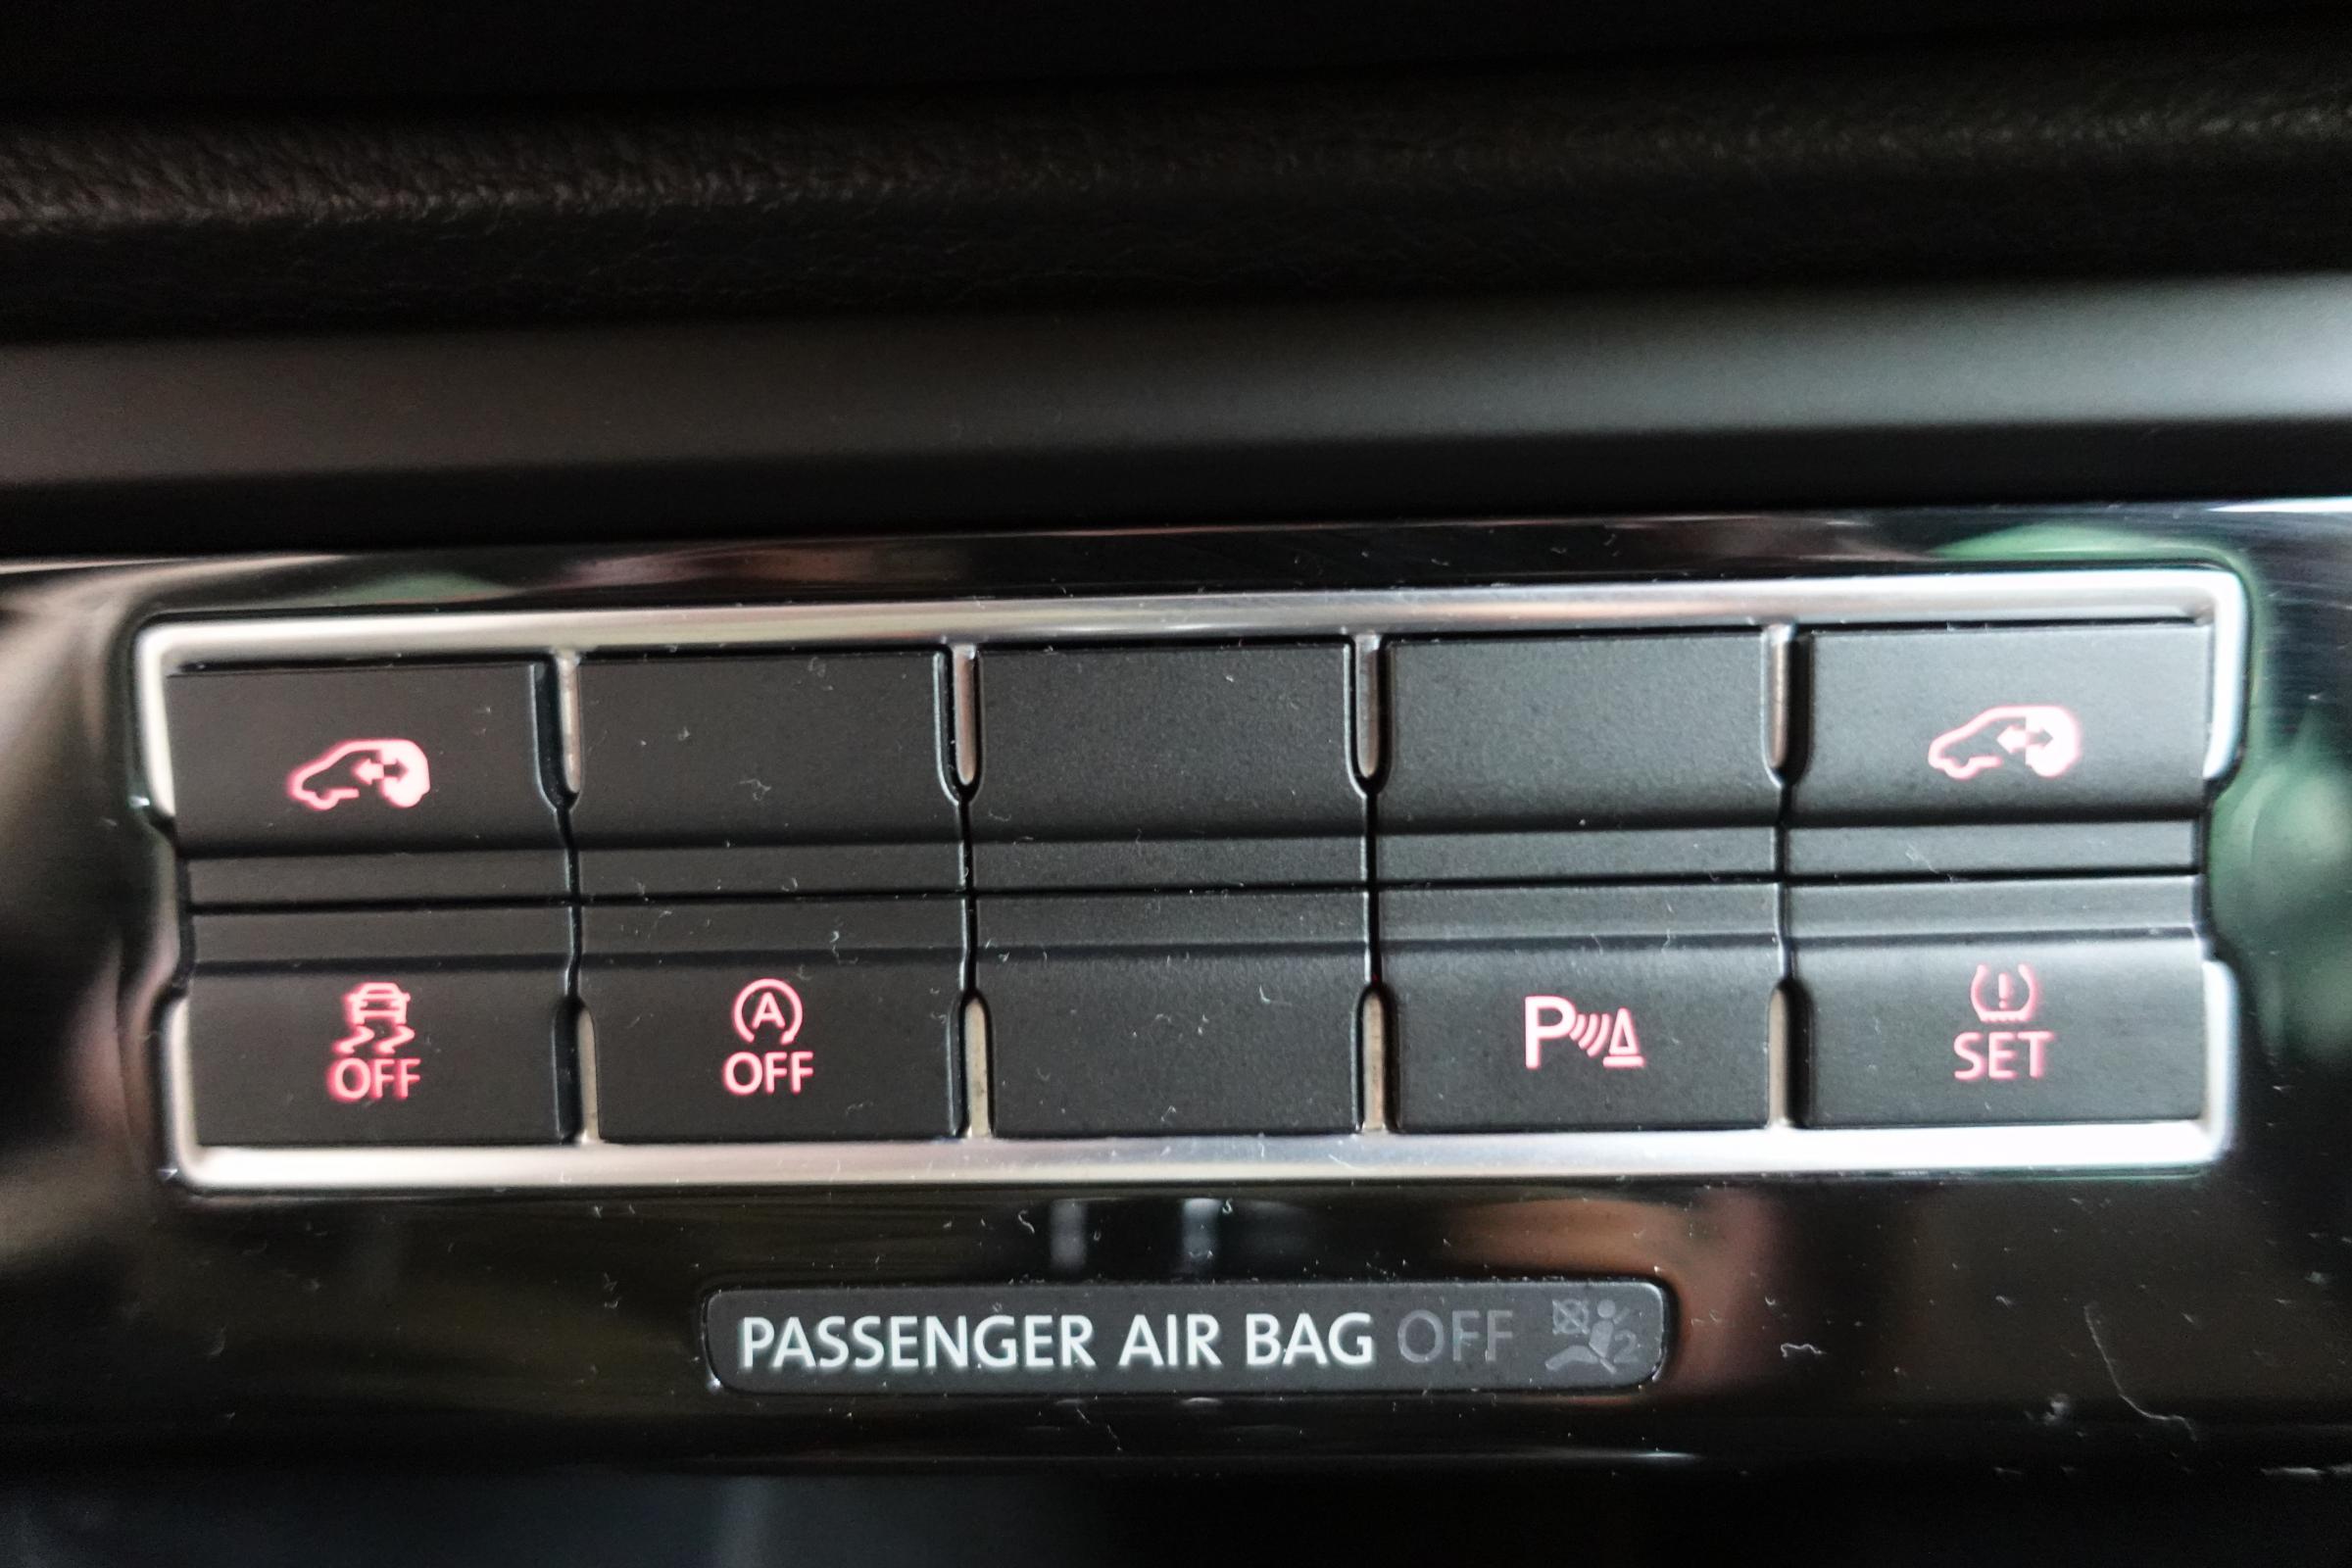 OFF
A
OFF
P
SET
PASSENGER AIR BAG OFF 2